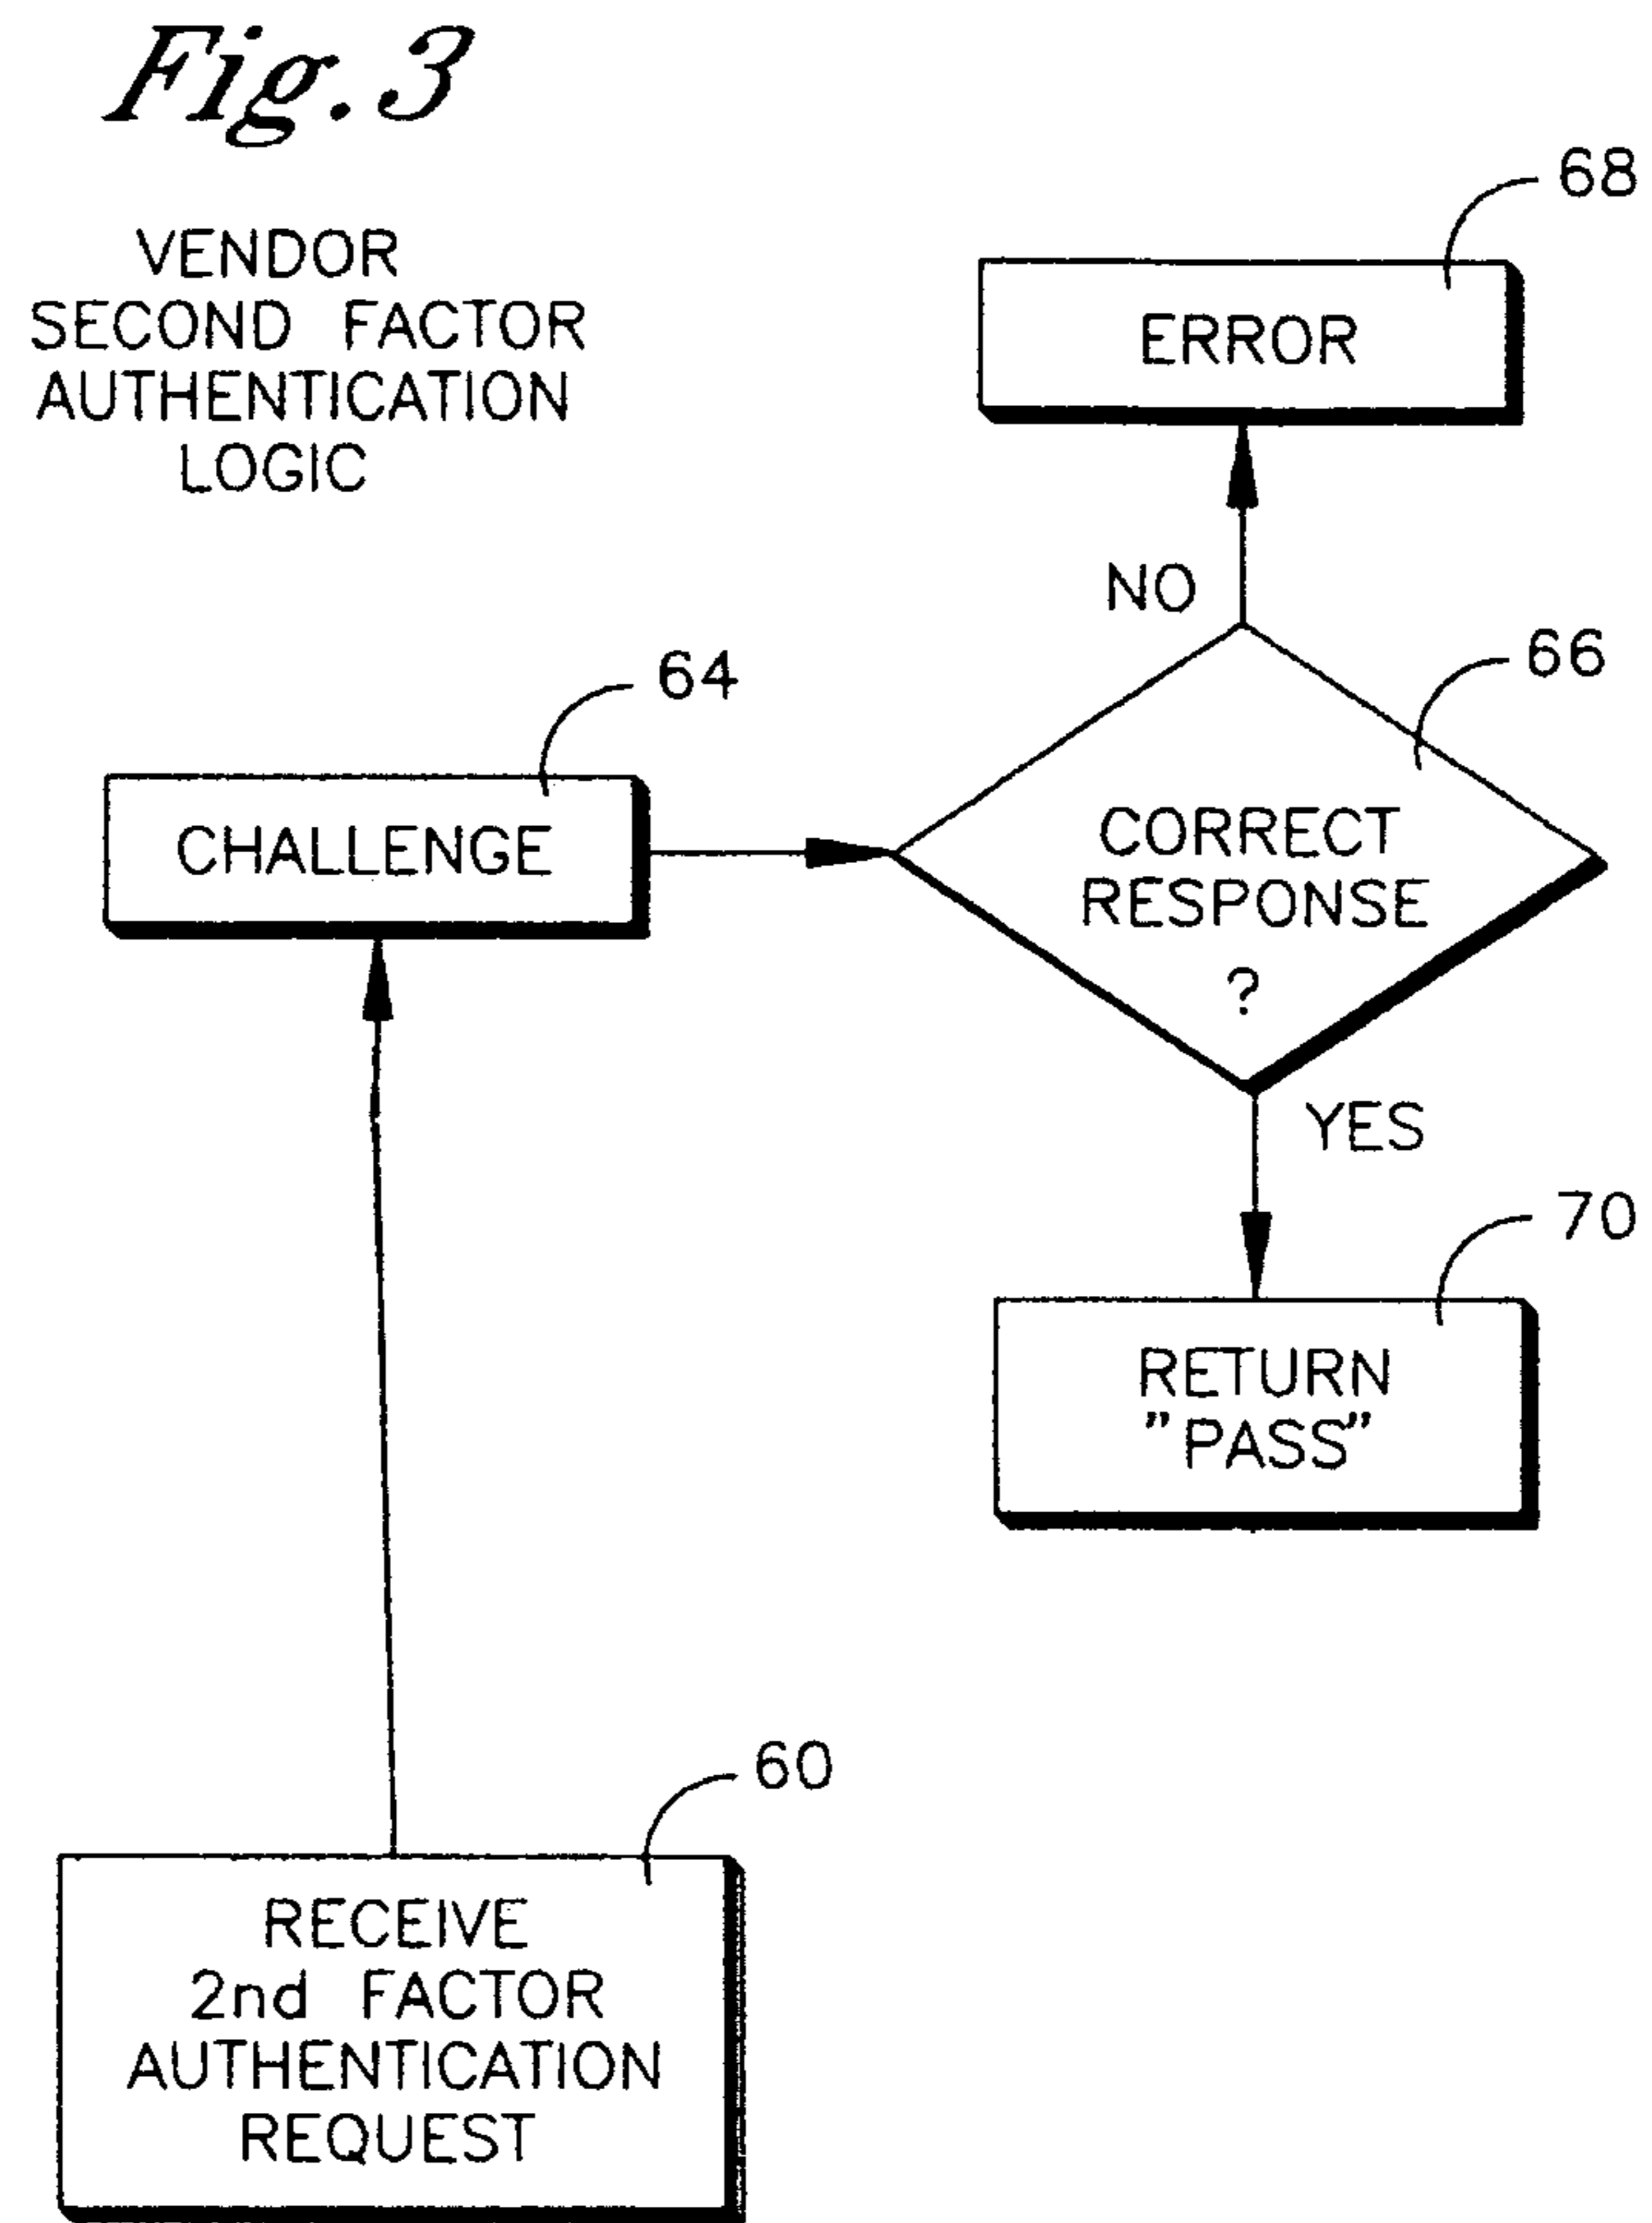 Fig. 3
VENDOR
SECOND FACTOR
AUTHENTICATION
LOGIC
68
ERROR
NO
66
64
CHALLENGE
CORRECT
RESPONSE
?
YES
70
RETURN
"PASS"
60
RECEIVE
2nd FACTOR
AUTHENTICATION
REQUEST